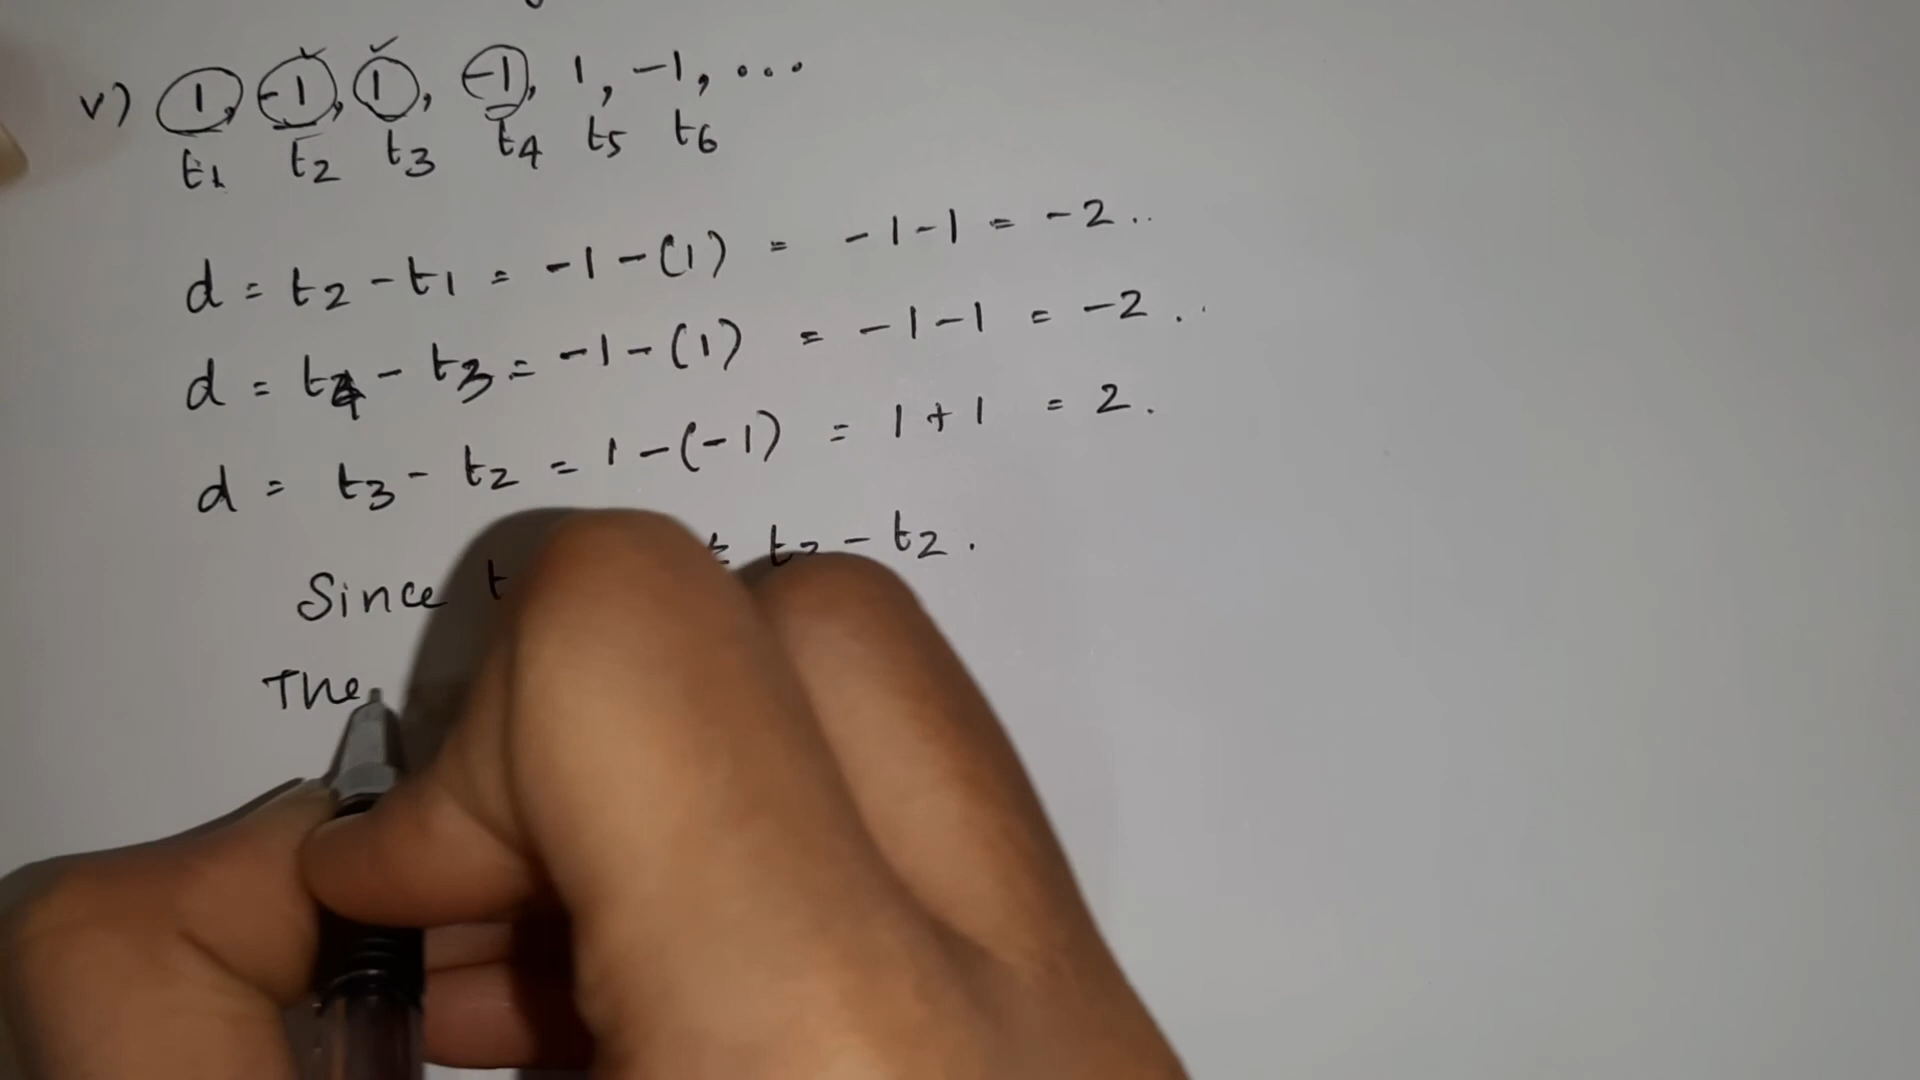 v) 1, -1, 1, -1, 1, -1, ...
t1 t2 t3 t4 t5 t6
d = t2 - t1 = -1 - (1) = -1 - 1 = -2 ..
d = t4 - t3 = -1 - (1) = -1 - 1 = -2 ..
d = t3 - t2 = 1 - (-1) = 1 + 1 = 2 .
Since t ≠ t3 - t2 .
The